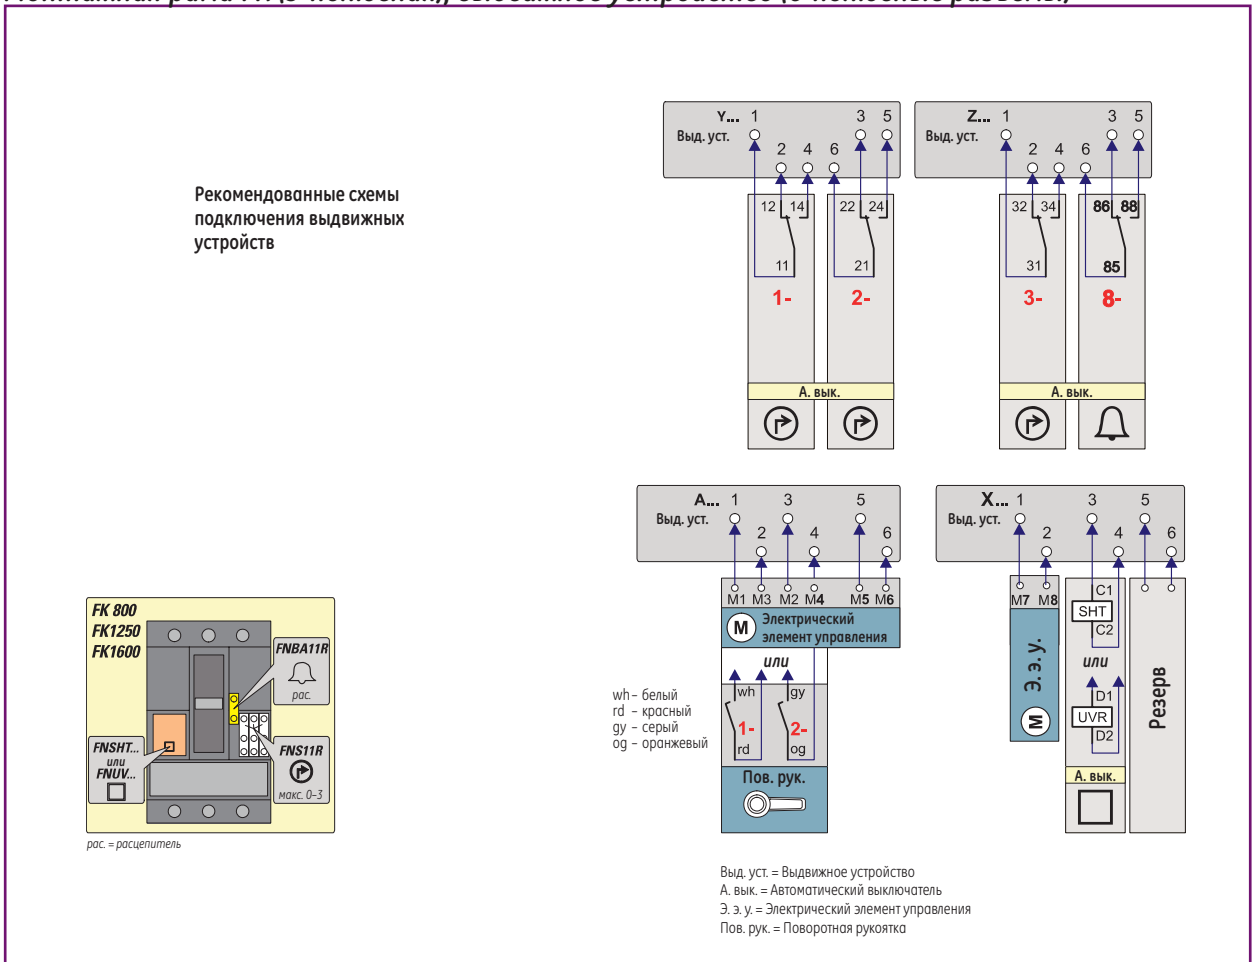 Рекомендованные схемы
подключения выдвижных
устройств
Y... 1 3 5
Выд. уст.
2 4 6
12 14 22 24
11 21
1- 2-
А. вык.
Z... 1 3 5
Выд. уст.
2 4 6
32 34 86 88
31 85
3- 8-
А. вык.
A... 1 3 5
Выд. уст.
2 4 6
M1 M3 M2 M4 M5 M6
M Электрический
элемент управления
или
wh gy
1- 2-
rd og
Пов. рук.
wh – белый
rd – красный
gy – серый
og – оранжевый
X... 1 3 5
Выд. уст.
2 4 6
M7 M8
Э. э. у.
M
C1
SHT
C2
или
D1
UVR
D2
А. вык.
Резерв
FK 800
FK1250
FK1600
FNBA11R
рас.
FNSHT...
или
FNUV...
FNS11R
макс. 0–3
рас. = расцепитель
Выд. уст. = Выдвижное устройство
А. вык. = Автоматический выключатель
Э. э. у. = Электрический элемент управления
Пов. рук. = Поворотная рукоятка